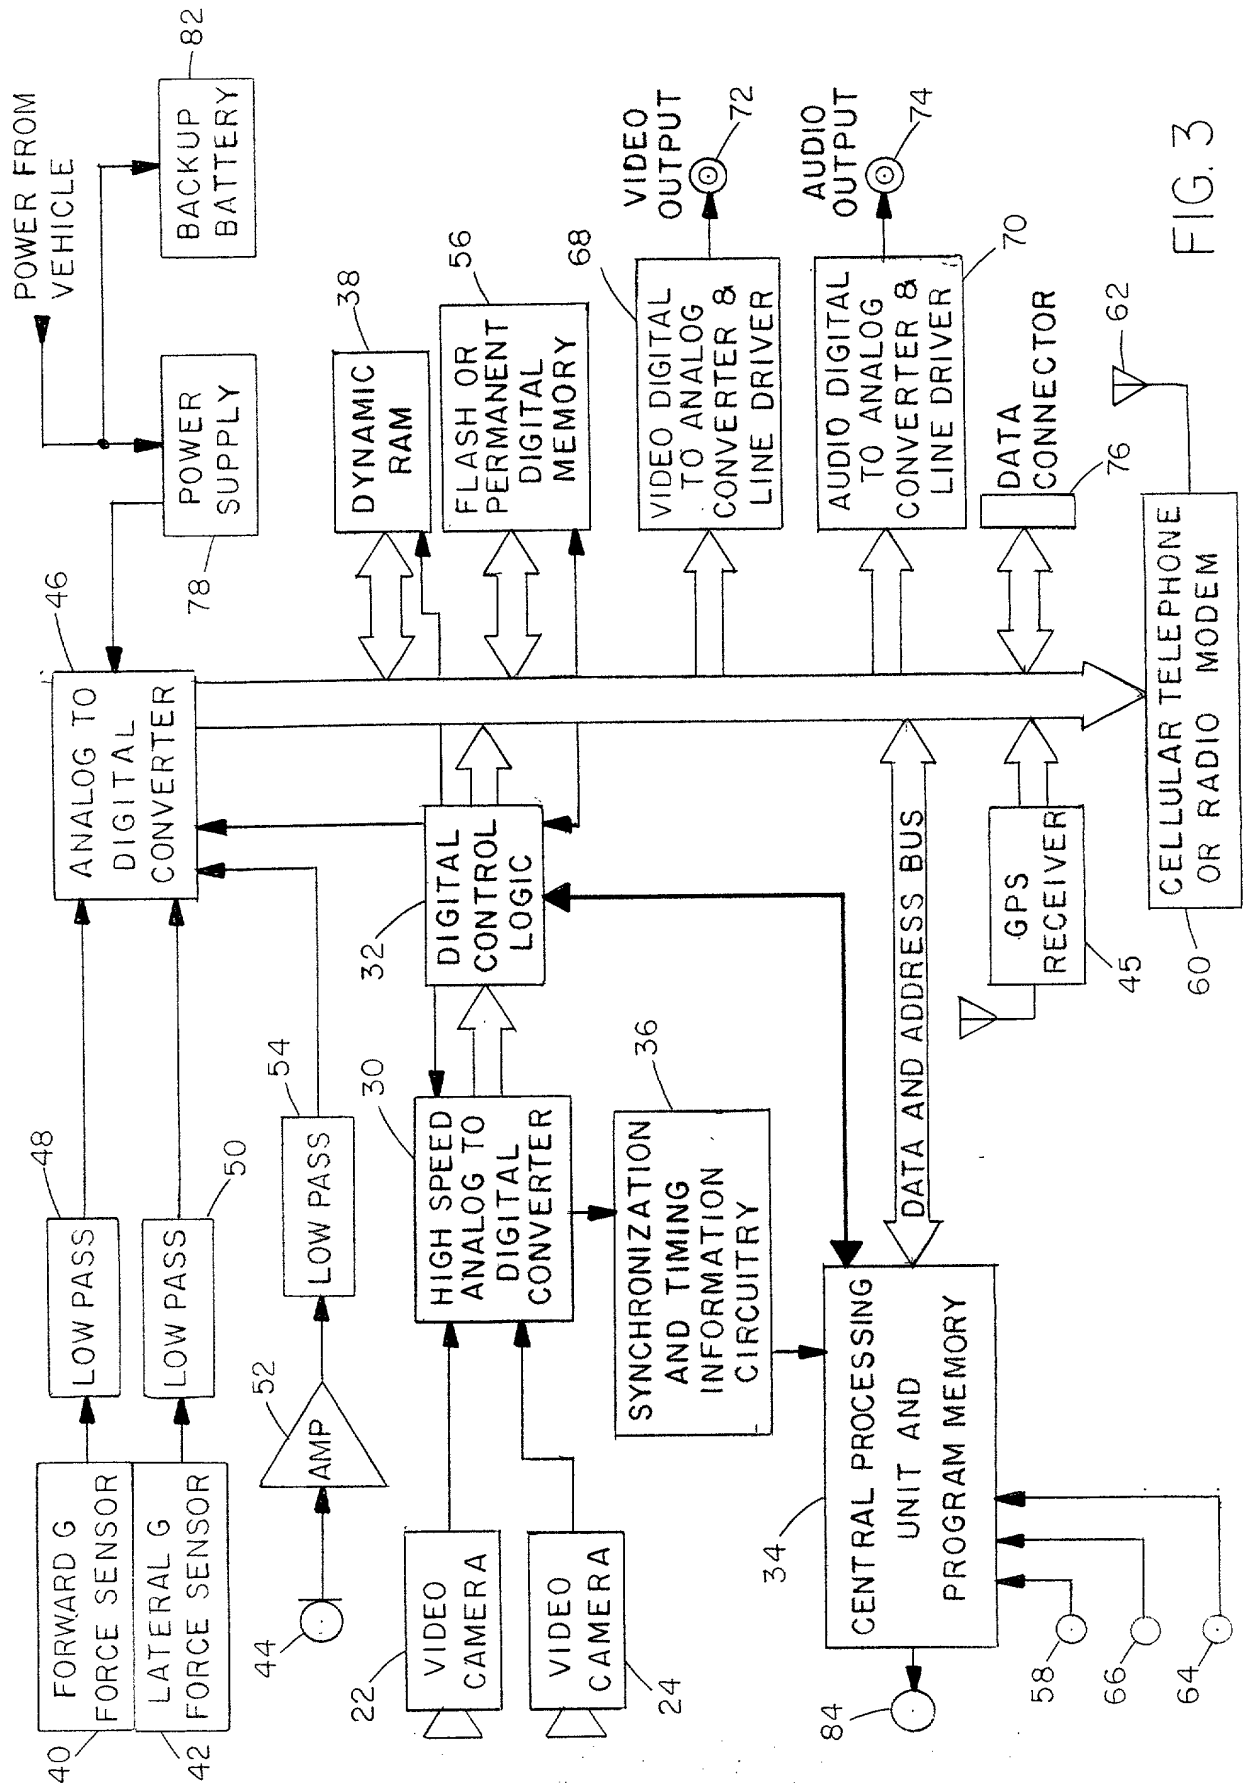 40
FORWARD G
FORCE SENSOR
LATERAL G
FORCE SENSOR
42
48
LOW PASS
LOW PASS
50
46
ANALOG TO
DIGITAL
CONVERTER
POWER FROM
VEHICLE
POWER
SUPPLY
78
BACKUP
BATTERY
82
44
52
AMP
54
LOW PASS
22
VIDEO
CAMERA
VIDEO
CAMERA
24
30
HIGH SPEED
ANALOG TO
DIGITAL
CONVERTER
32
DIGITAL
CONTROL
LOGIC
38
DYNAMIC
RAM
56
FLASH OR
PERMANENT
DIGITAL
MEMORY
36
SYNCHRONIZATION
AND TIMING
INFORMATION
CIRCUITRY
68
VIDEO DIGITAL
TO ANALOG
CONVERTER &
LINE DRIVER
VIDEO
OUTPUT
72
34
CENTRAL PROCESSING
UNIT AND
PROGRAM MEMORY
84
58
66
64
DATA AND ADDRESS BUS
AUDIO DIGITAL
TO ANALOG
CONVERTER &
LINE DRIVER
70
AUDIO
OUTPUT
74
GPS
RECEIVER
45
DATA
CONNECTOR
76
62
CELLULAR TELEPHONE
OR RADIO MODEM
60
FIG. 3